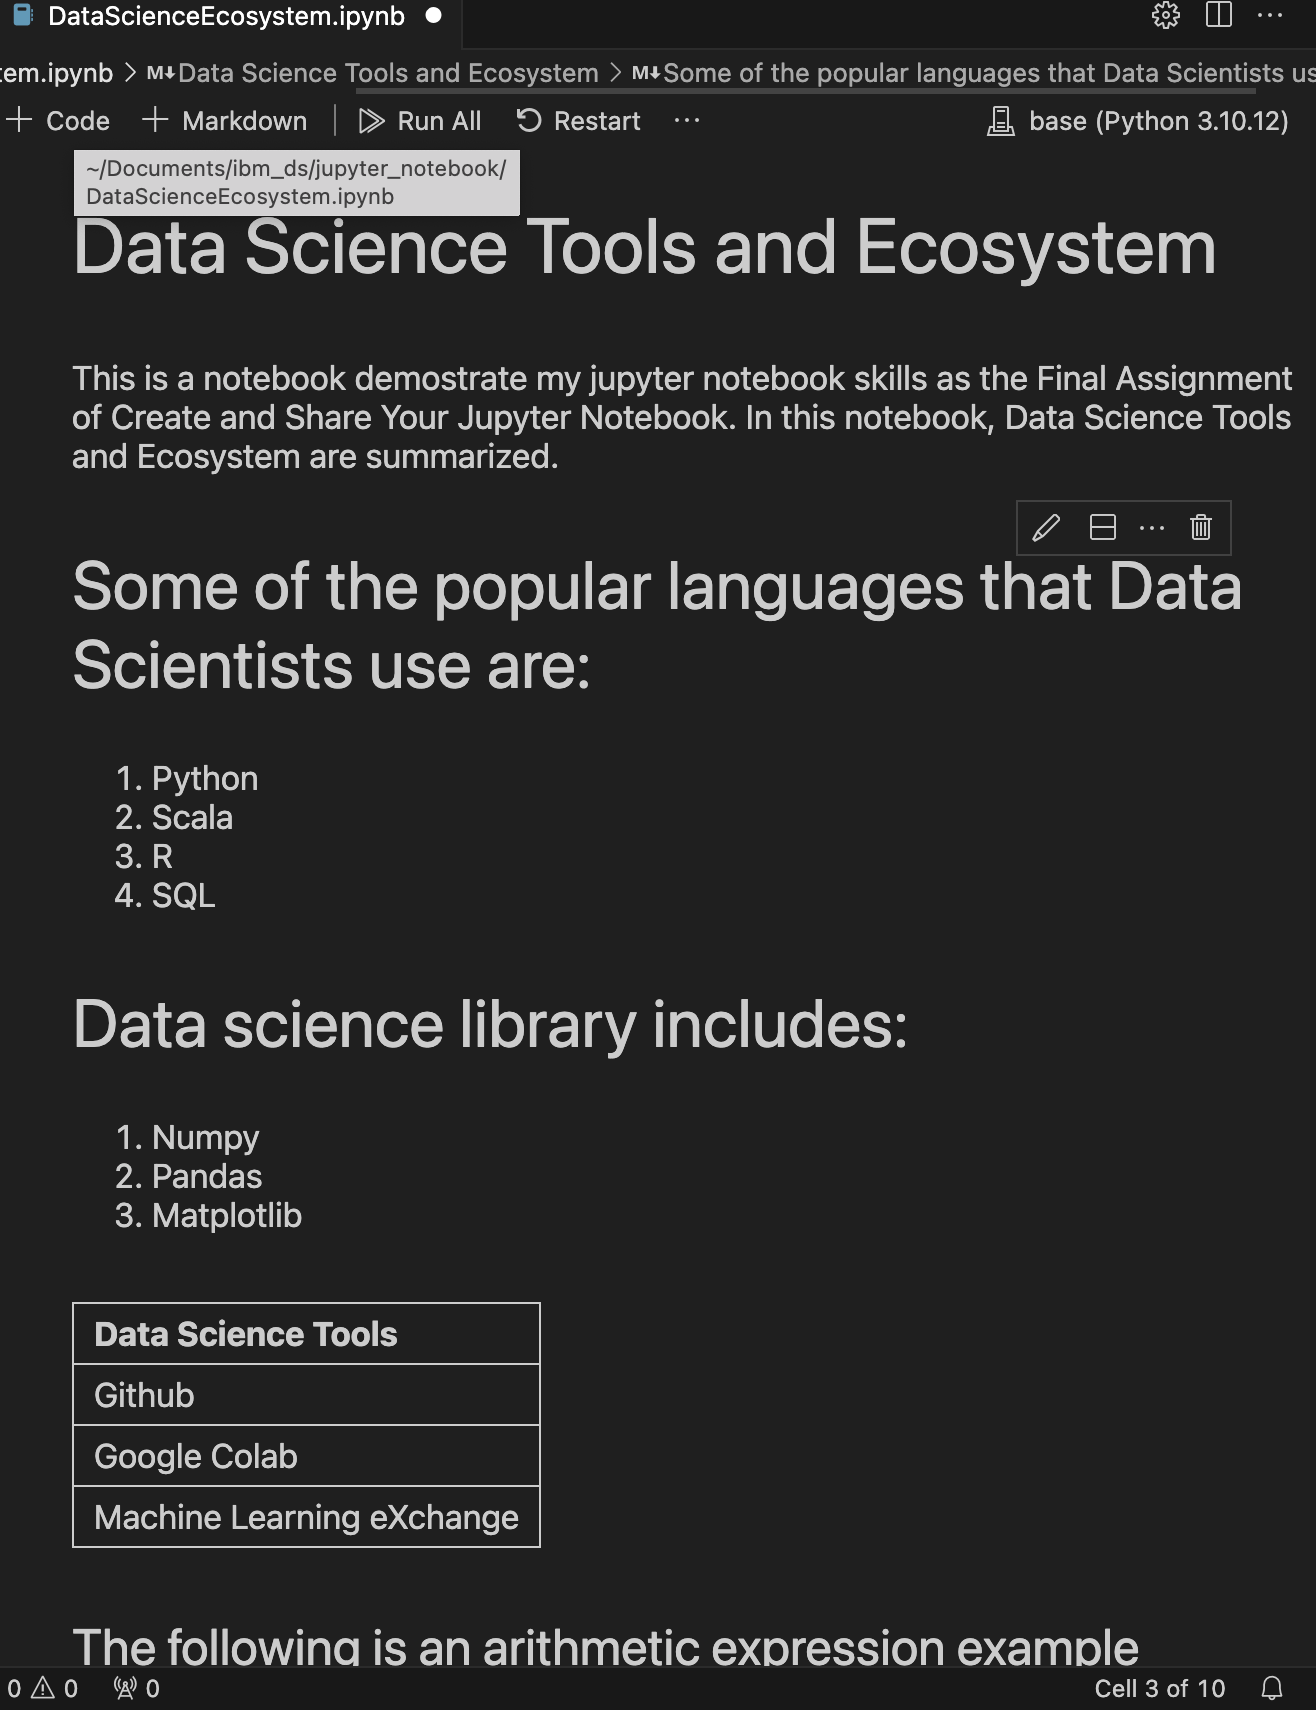 DataScienceEcosystem.ipynb
tem.ipynb > M↓Data Science Tools and Ecosystem > M↓Some of the popular languages that Data Scientists us
Code Markdown Run All Restart ... base (Python 3.10.12)
~/Documents/ibm_ds/jupyter_notebook/
DataScienceEcosystem.ipynb
Data Science Tools and Ecosystem
This is a notebook demostrate my jupyter notebook skills as the Final Assignment
of Create and Share Your Jupyter Notebook. In this notebook, Data Science Tools
and Ecosystem are summarized.
Some of the popular languages that Data
Scientists use are:
1. Python
2. Scala
3. R
4. SQL
Data science library includes:
1. Numpy
2. Pandas
3. Matplotlib
Data Science Tools
Github
Google Colab
Machine Learning eXchange
The following is an arithmetic expression example
0 0 0 Cell 3 of 10